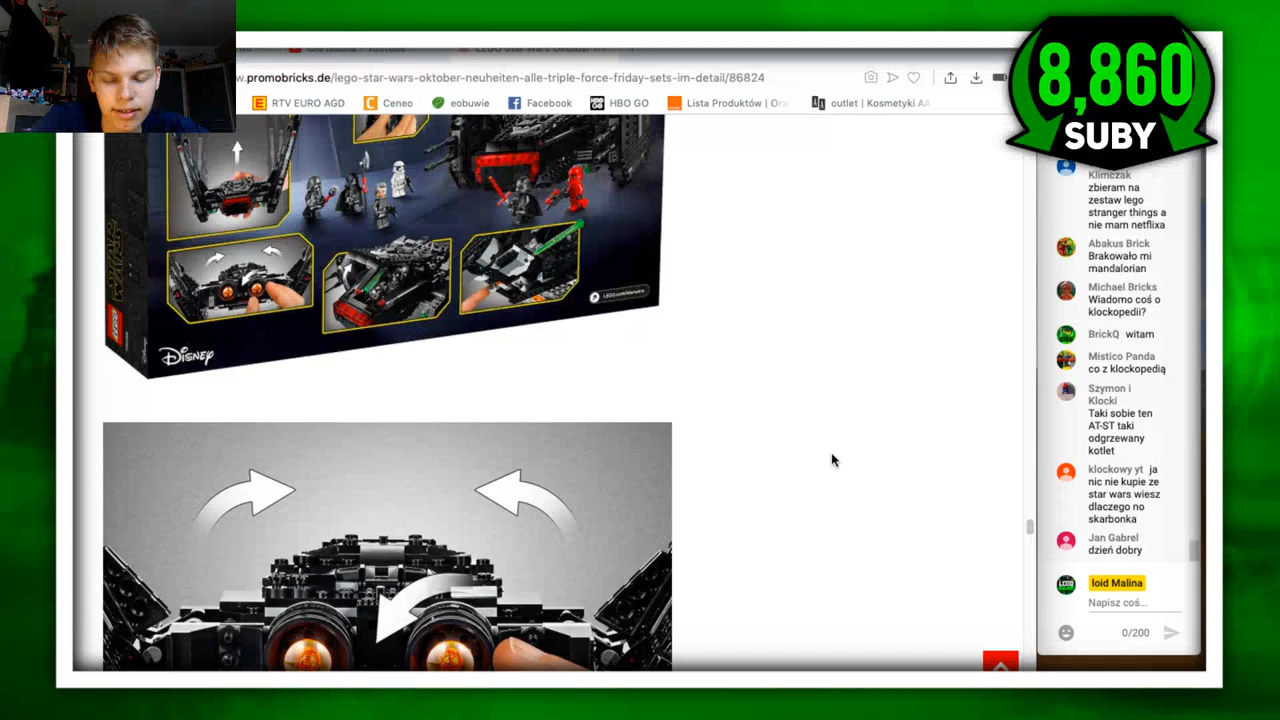 8,860
SUBY
w.promobricks.de/lego-star-wars-oktober-neuheiten-alle-triple-force-friday-sets-im-detail/86824
RTV EURO AGD
Ceneo
eobuwie
Facebook
HBO GO
Lista Produktów | Ora
outlet | Kosmetyki AA
Disney
LEGO
STAR WARS
Klimczak
zbieram na
zestaw lego
stranger things a
nie mam netflixa
Abakus Brick
Brakowało mi
mandalorian
Michael Bricks
Wiadomo coś o
klockopedii?
BrickQ witam
Mistico Panda
co z klockopedią
Szymon i
Klocki
Taki sobie ten
AT-ST taki
odgrzewany
kotlet
klockowy yt ja
nic nie kupie ze
star wars wiesz
dlaczego no
skarbonka
Jan Gabrel
dzień dobry
loid Malina
Napisz coś...
0/200